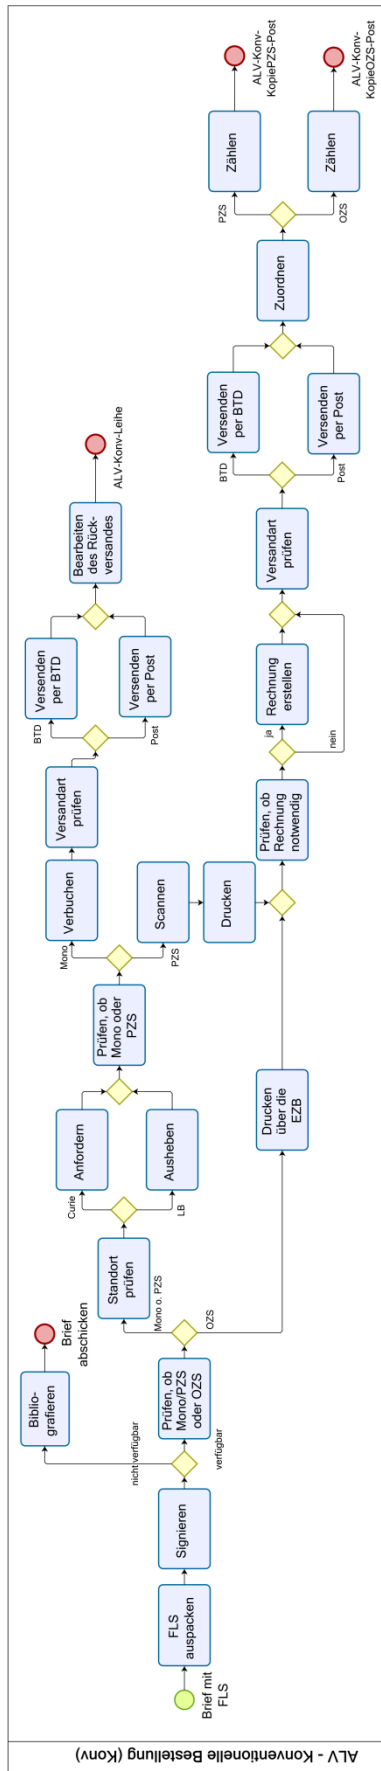 ALV - Konventionelle Bestellung (Konv)
Brief mit
FLS
FLS
auspacken
Signieren
nicht verfügbar
verfügbar
Biblio-
grafieren
Brief
abschicken
Prüfen, ob
Mono/PZS
oder OZS
Mono o. PZS
OZS
Standort
prüfen
Curie
LB
Anfordern
Ausheben
Prüfen, ob
Mono oder
PZS
Mono
PZS
Verbuchen
Versandart
prüfen
BTD
Post
Versenden
per BTD
Versenden
per Post
Bearbeiten
des Rück-
versandes
ALV-Konv-Leihe
Scannen
Drucken
Drucken
über die
EZB
Prüfen, ob
Rechnung
notwendig
ja
nein
Rechnung
erstellen
Versandart
prüfen
BTD
Post
Versenden
per BTD
Versenden
per Post
Zuordnen
PZS
OZS
Zählen
ALV-Konv-
KopiePZS-Post
Zählen
ALV-Konv-
KopieOZS-Post